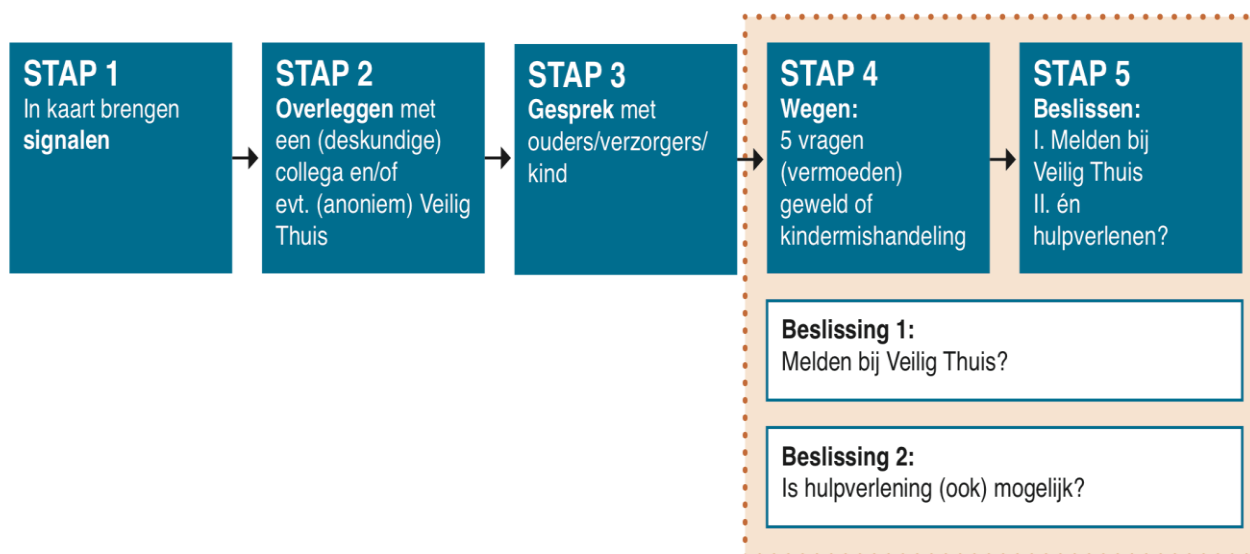 STAP 1
In kaart brengen
signalen
STAP 2
Overleggen met
een (deskundige)
collega en/of
evt. (anoniem) Veilig
Thuis
STAP 3
Gesprek met
ouders/verzorgers/
kind
STAP 4
Wegen:
5 vragen
(vermoeden)
geweld of
kindermishandeling
STAP 5
Beslissen:
I. Melden bij
Veilig Thuis
II. én
hulpverlenen?
Beslissing 1:
Melden bij Veilig Thuis?
Beslissing 2:
Is hulpverlening (ook) mogelijk?